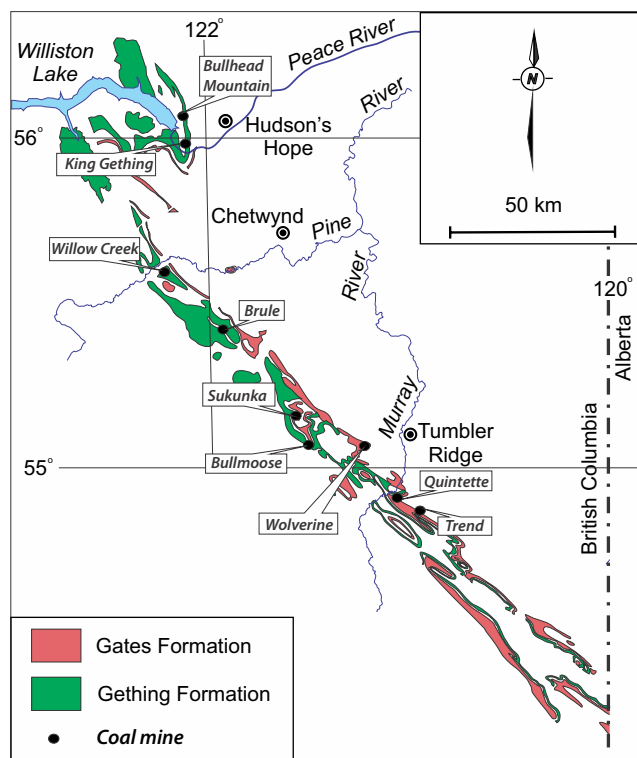 Williston
Lake
122°
Bullhead
Mountain
Peace River
River
N
56°
Hudson's
Hope
King Gething
50 km
Chetwynd
Pine
Willow Creek
River
120°
Brule
Alberta
Sukunka
Murray
Tumbler
Ridge
Bullmoose
55°
Quintette
British Columbia
Wolverine
Trend
Gates Formation
Gething Formation
Coal mine